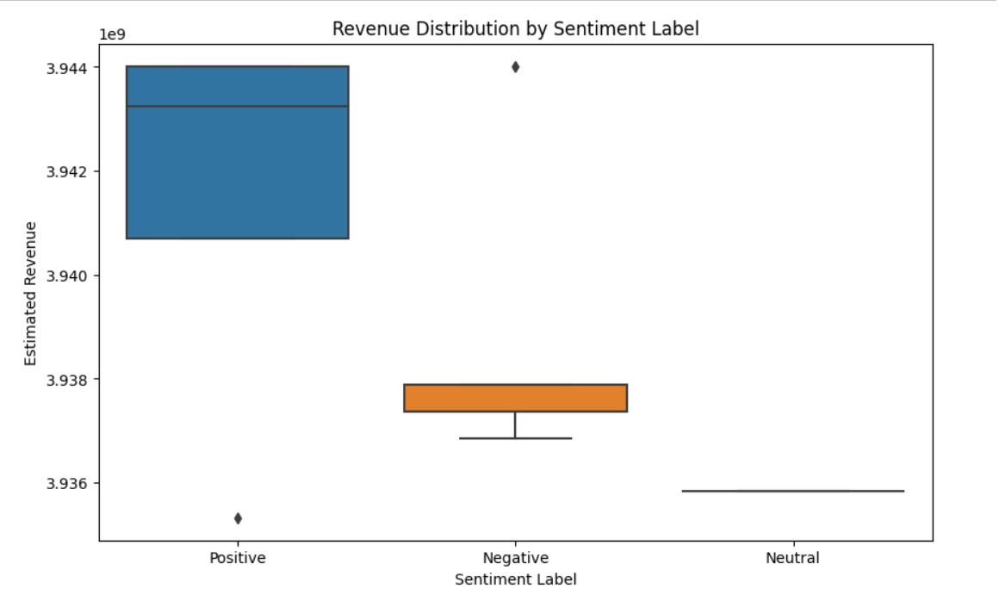 Revenue Distribution by Sentiment Label
1e9
3.944
3.942
3.940
3.938
3.936
Estimated Revenue
Positive
Negative
Neutral
Sentiment Label